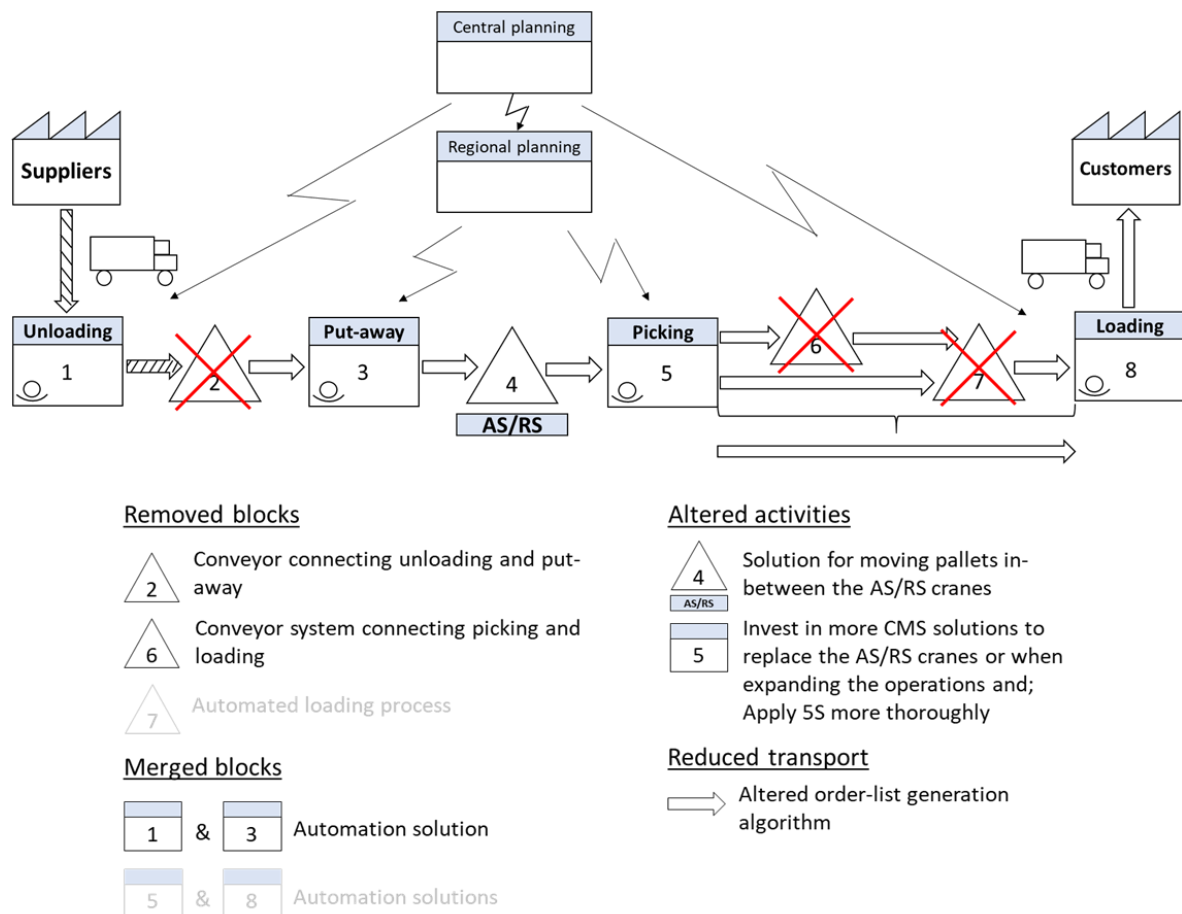 Central planning
Regional planning
Suppliers
Customers
Unloading
1
2
Put-away
3
4
AS/RS
Picking
5
6
7
Loading
8
Removed blocks
2
Conveyor connecting unloading and put-
away
6
Conveyor system connecting picking and
loading
7
Automated loading process
Merged blocks
1 & 3 Automation solution
5 & 8 Automation solutions
Altered activities
4
AS/RS
Solution for moving pallets in-
between the AS/RS cranes
5
Invest in more CMS solutions to
replace the AS/RS cranes or when
expanding the operations and;
Apply 5S more thoroughly
Reduced transport
Altered order-list generation
algorithm